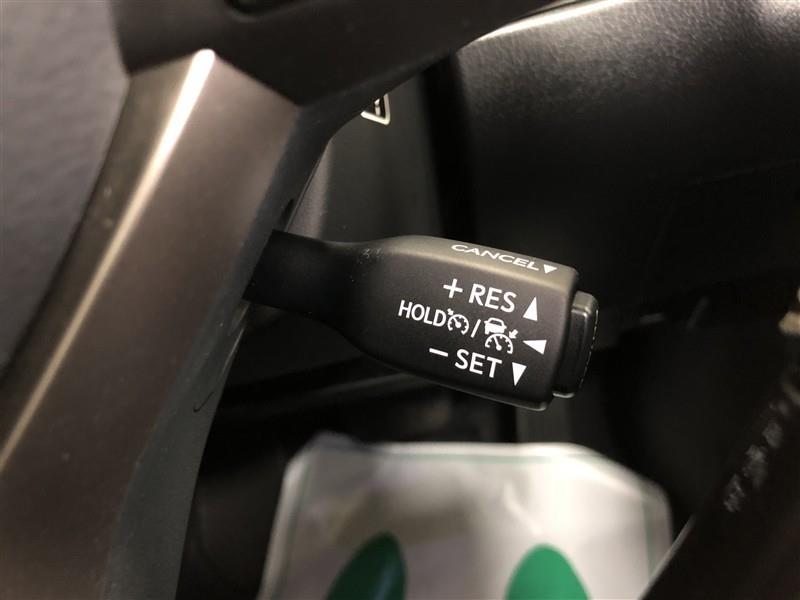 CANCEL▼
+ RES ▲
HOLD / ◀
− SET ▼